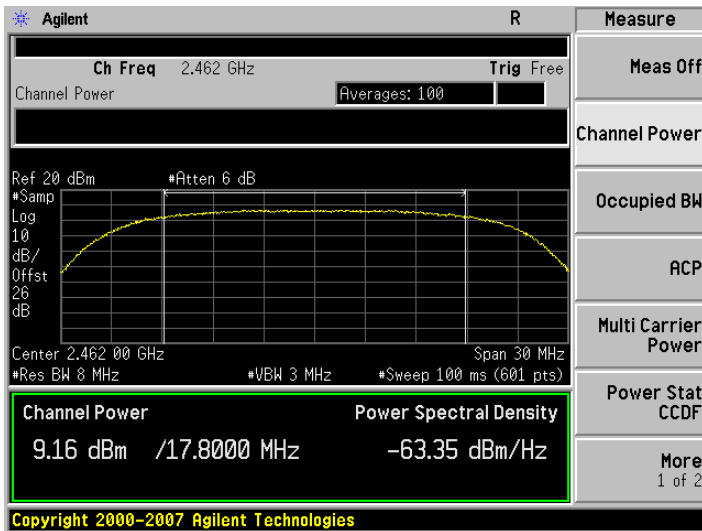 Agilent R Measure
Ch Freq 2.462 GHz Trig Free
Channel Power Averages: 100
Meas Off
Channel Power
Occupied BW
ACP
Multi Carrier
Power
Power Stat
CCDF
More
1 of 2
Ref 20 dBm #Atten 6 dB
#Samp
Log
10
dB/
Offst
26
dB
Center 2.462 00 GHz Span 30 MHz
#Res BW 8 MHz #VBW 3 MHz #Sweep 100 ms (601 pts)
Channel Power Power Spectral Density
9.16 dBm /17.8000 MHz -63.35 dBm/Hz
Copyright 2000-2007 Agilent Technologies